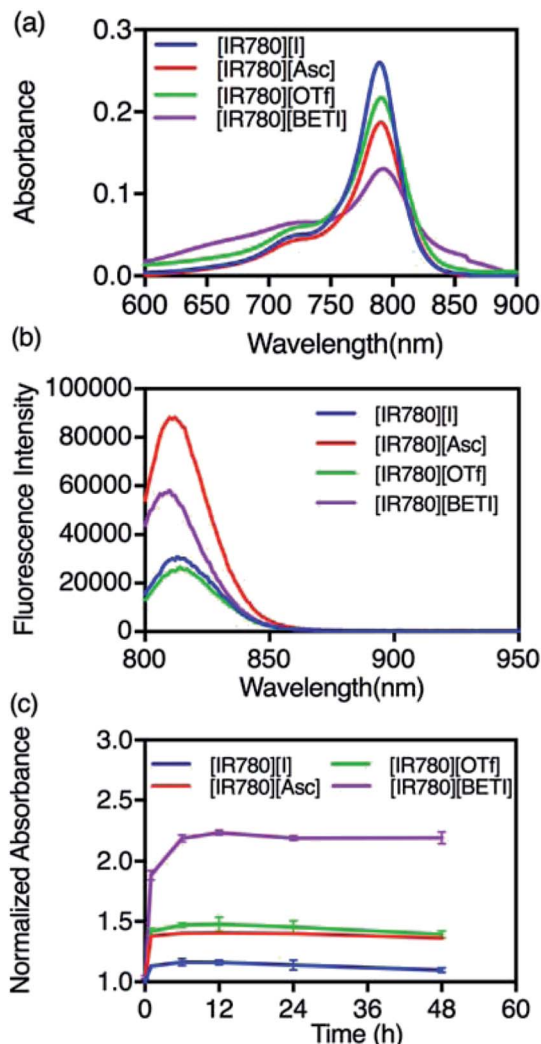 (a)
0.3
0.2
0.1
0.0
Absorbance
[IR780][I]
[IR780][Asc]
[IR780][OTf]
[IR780][BETI]
600 650 700 750 800 850 900
Wavelength(nm)
(b)
100000
80000
60000
40000
20000
0
Fluorescence Intensity
[IR780][I]
[IR780][Asc]
[IR780][OTf]
[IR780][BETI]
800 850 900 950
Wavelength(nm)
(c)
3.0
2.5
2.0
1.5
1.0
Normalized Absorbance
[IR780][I] [IR780][OTf]
[IR780][Asc] [IR780][BETI]
0 12 24 36 48 60
Time (h)